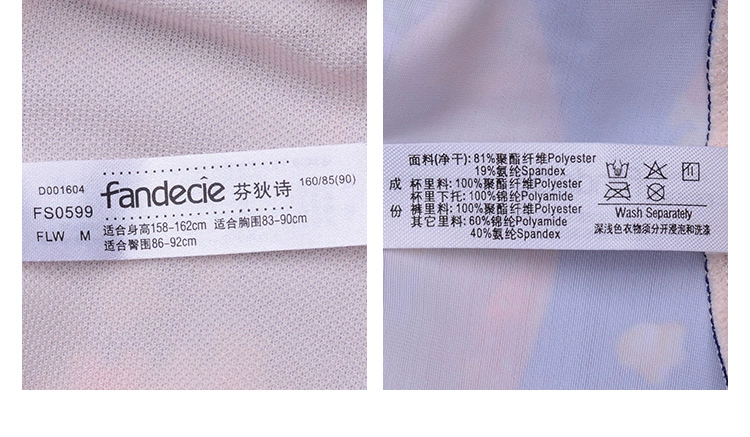 D001604
fandecie 芬狄诗 160/85(90)
FS0599
FLW M 适合身高158-162cm 适合胸围83-90cm
适合臀围86-92cm
成份
面料(净干): 81%聚酯纤维Polyester
19%氨纶Spandex
杯里料: 100%聚酯纤维Polyester
杯里下托: 100%锦纶Polyamide
裤里料: 100%聚酯纤维Polyester
其它里料: 60%锦纶Polyamide
40%氨纶Spandex
Wash Separately
深浅色衣物须分开浸泡和洗涤